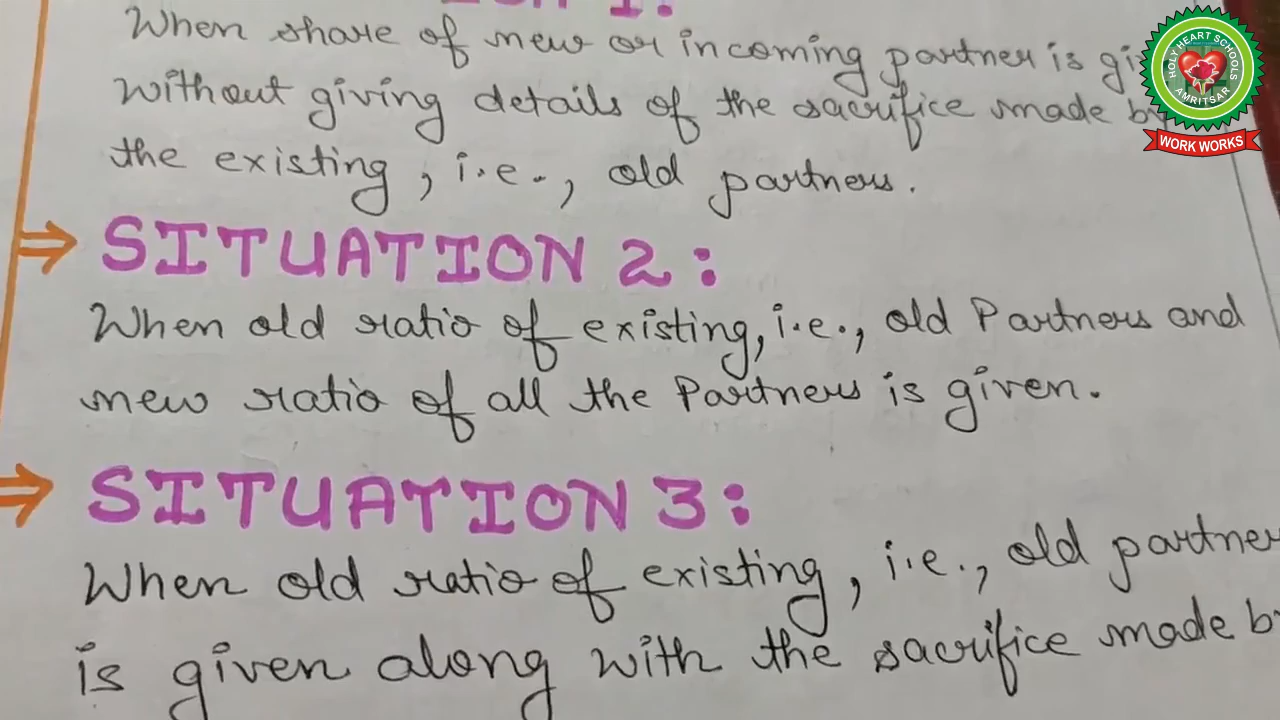 When share of new or incoming partner is
without giving details of the sacrifice made by
the existing, i.e., old partners.
⇒ SITUATION 2:
When old ratio of existing, i.e., old Partners and
new ratio of all the Partners is given.
⇒ SITUATION 3:
When old ratio of existing, i.e., old partner
is given along with the sacrifice made by
HOLY HEART SCHOOLS
AMRITSAR
WORK WORKS